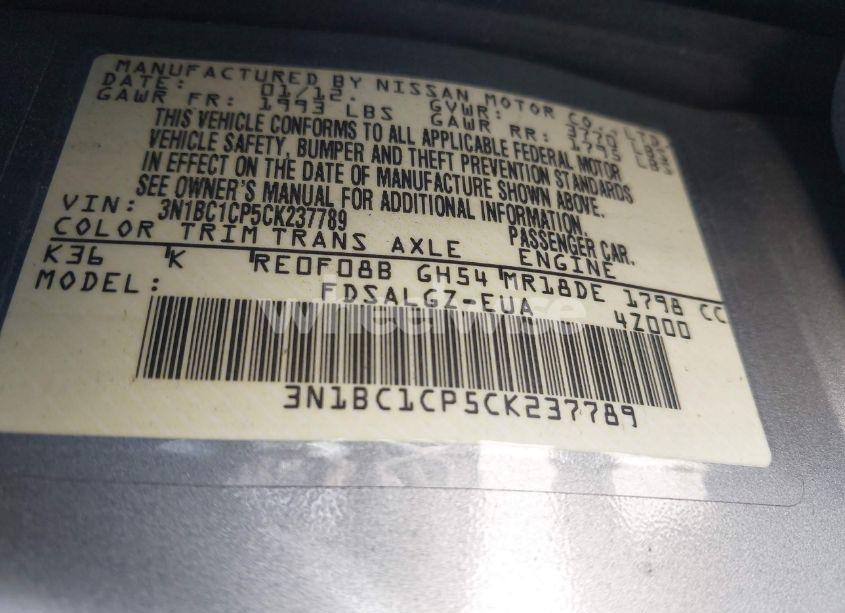 MANUFACTURED BY NISSAN MOTOR CO., LTD.
DATE: 01/12. GVWR: 3770 LBS
GAWR FR: 1993 LBS GAWR RR: 1795 LBS
THIS VEHICLE CONFORMS TO ALL APPLICABLE FEDERAL MOTOR
VEHICLE SAFETY, BUMPER AND THEFT PREVENTION STANDARDS
IN EFFECT ON THE DATE OF MANUFACTURE SHOWN ABOVE.
SEE OWNER'S MANUAL FOR ADDITIONAL INFORMATION.
VIN: 3N1BC1CP5CK237789 PASSENGER CAR.
COLOR TRIM TRANS AXLE ENGINE
K36 K RE0F08B GH54 MR18DE 1798 CC
MODEL: FDSALGZ-EUA 4Z000
wheelwise
3N1BC1CP5CK237789